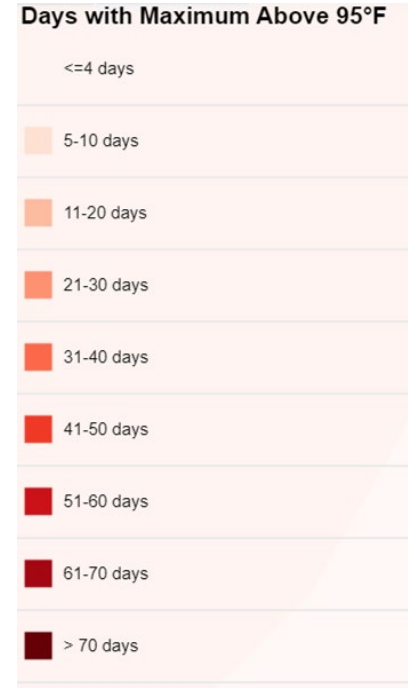 Days with Maximum Above 95°F
<=4 days
5-10 days
11-20 days
21-30 days
31-40 days
41-50 days
51-60 days
61-70 days
> 70 days